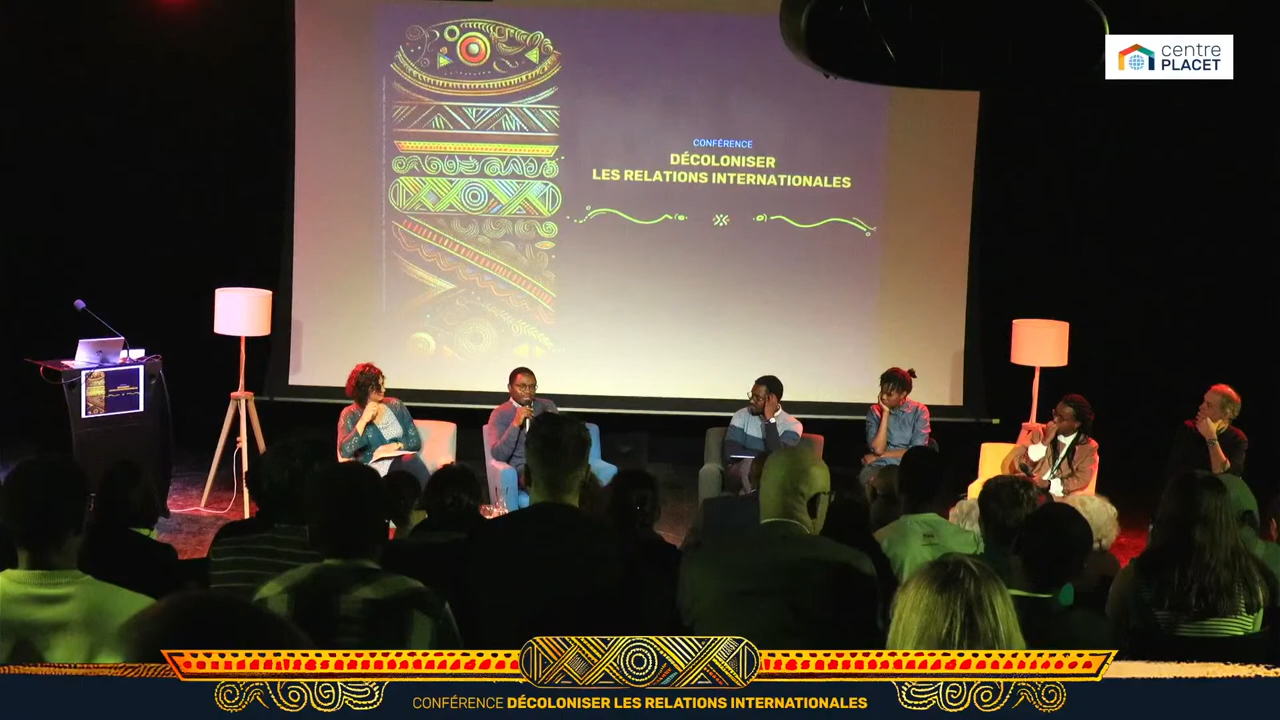 centre
PLACET
CONFÉRENCE
DÉCOLONISER
LES RELATIONS INTERNATIONALES
CONFÉRENCE DÉCOLONISER LES RELATIONS INTERNATIONALES